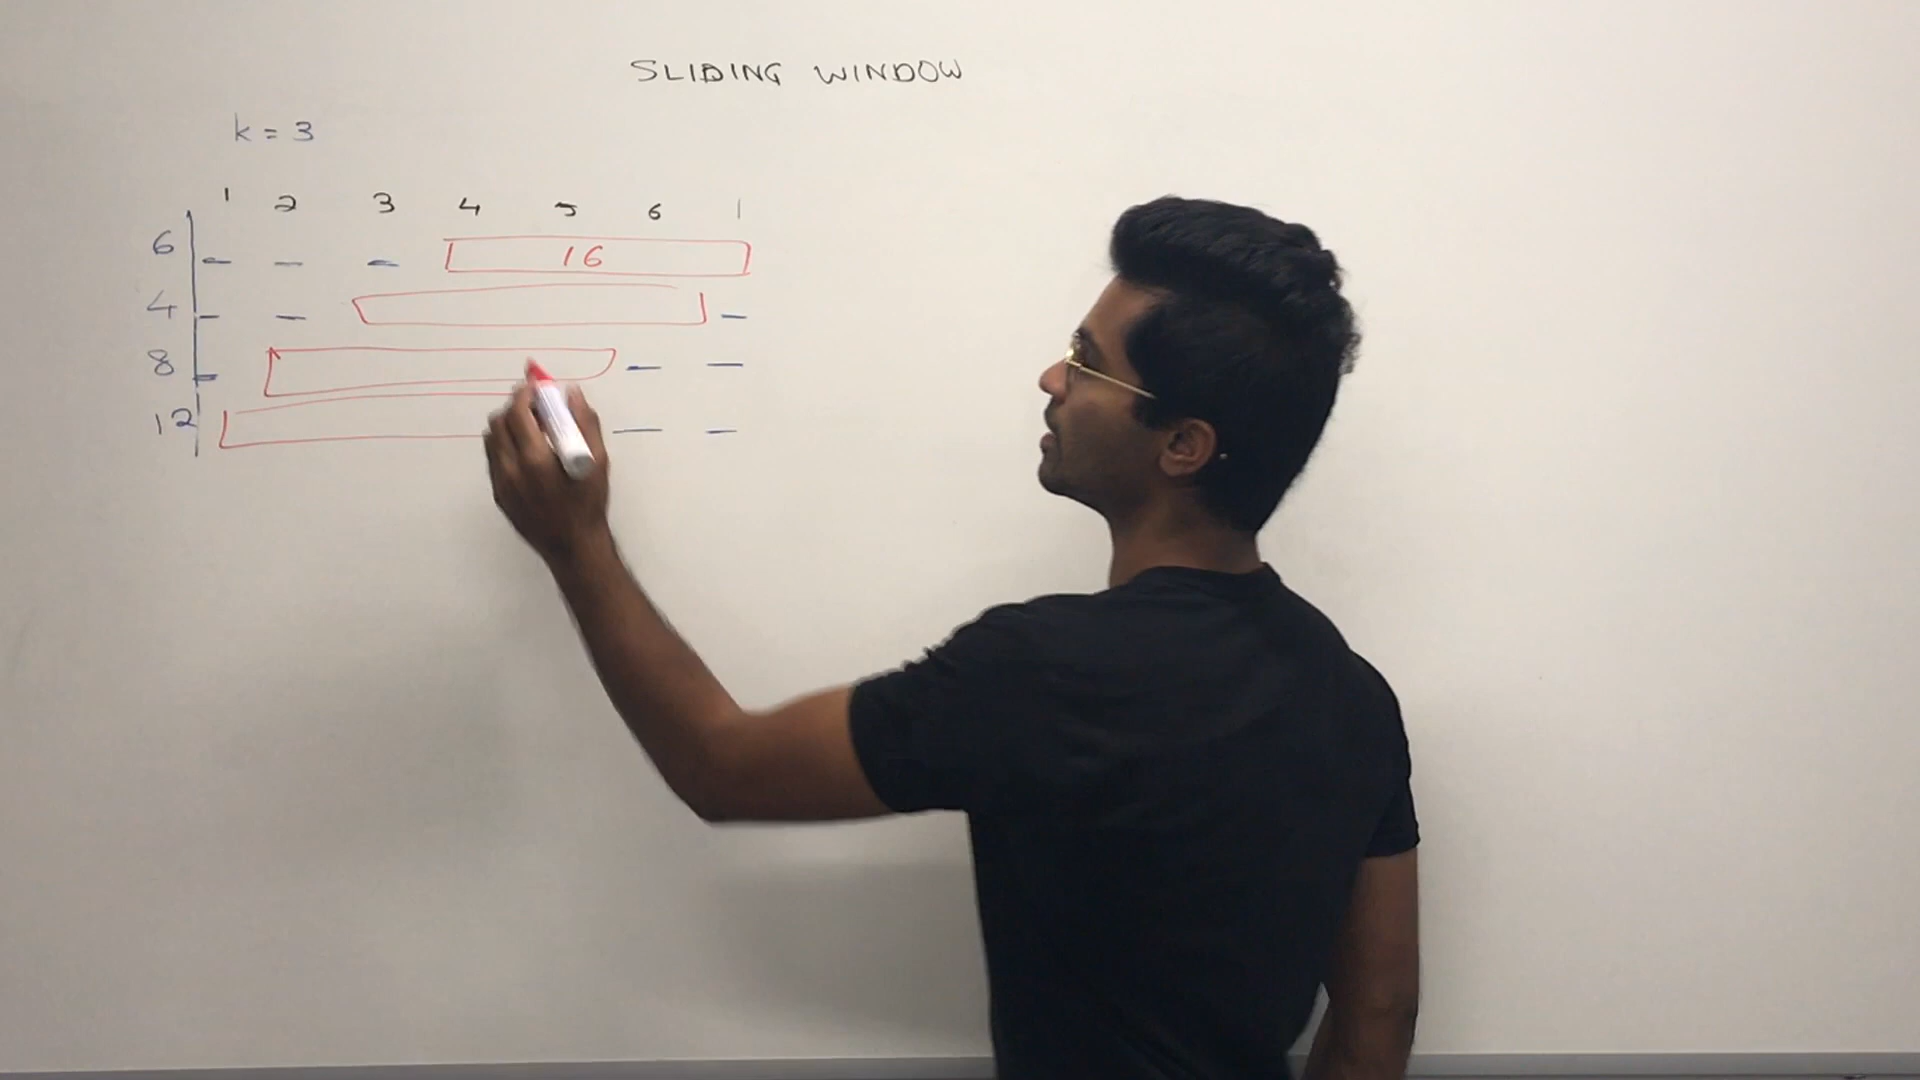 SLIDING WINDOW
k = 3
1 2 3 4 5 6 1
6 - - - 16
4 - - -
8 - - -
12 - -